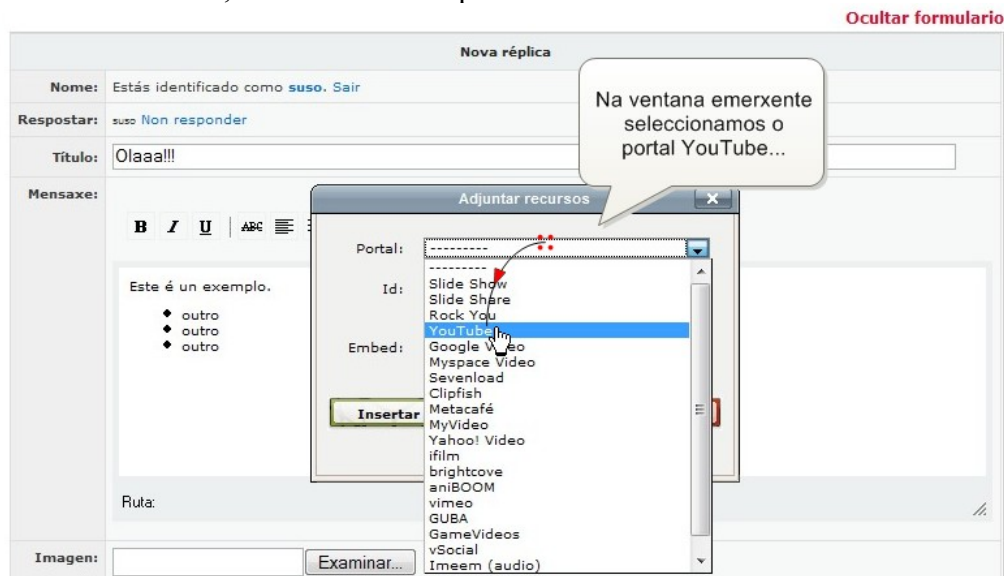 Ocultar formulario
Nova réplica
Nome: Estás identificado como suso. Sair
Respostar: suso Non responder
Título: Olaaa!!!
Na ventana emerxente
seleccionamos o
portal YouTube...
Mensaxe:
Adjuntar recursos
B I U ABC
Portal: ---------
Este é un exemplo.
outro
outro
outro
Ruta:
Id:
Embed:
Insertar
---------
Slide Show
Slide Share
Rock You
YouTube
Google Video
Myspace Video
Sevenload
Clipfish
Metacafé
MyVideo
Yahoo! Video
ifilm
brightcove
aniBOOM
vimeo
GUBA
GameVideos
vSocial
Imeem (audio)
Imagen: Examinar...